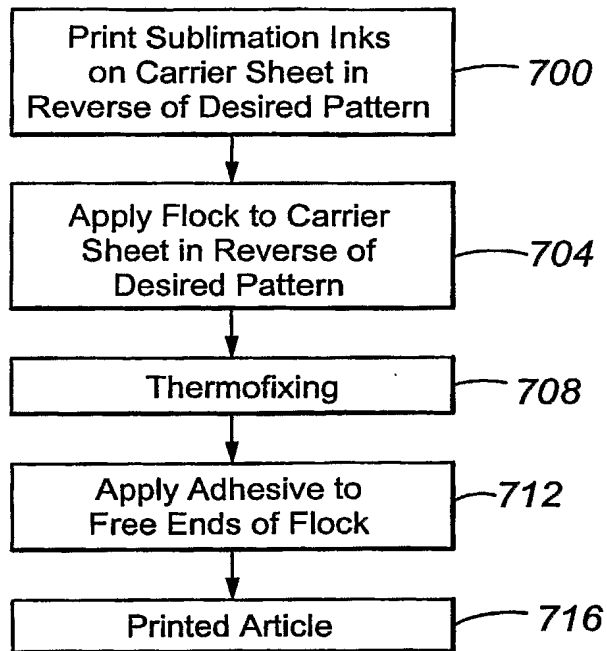 Print Sublimation Inks
on Carrier Sheet in
Reverse of Desired Pattern
700
Apply Flock to Carrier
Sheet in Reverse of
Desired Pattern
704
Thermofixing
708
Apply Adhesive to
Free Ends of Flock
712
Printed Article
716